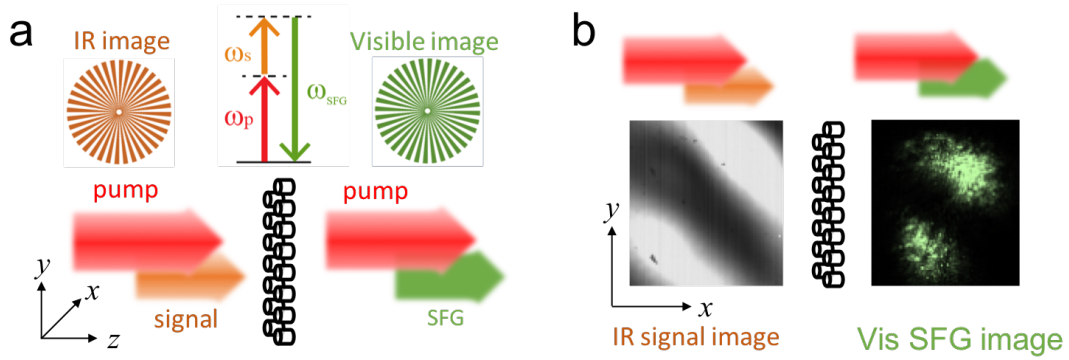 a
IR image
Visible image
ωs
ωp
ωSFG
pump
pump
signal
SFG
y
x
z
b
y
x
IR signal image
Vis SFG image